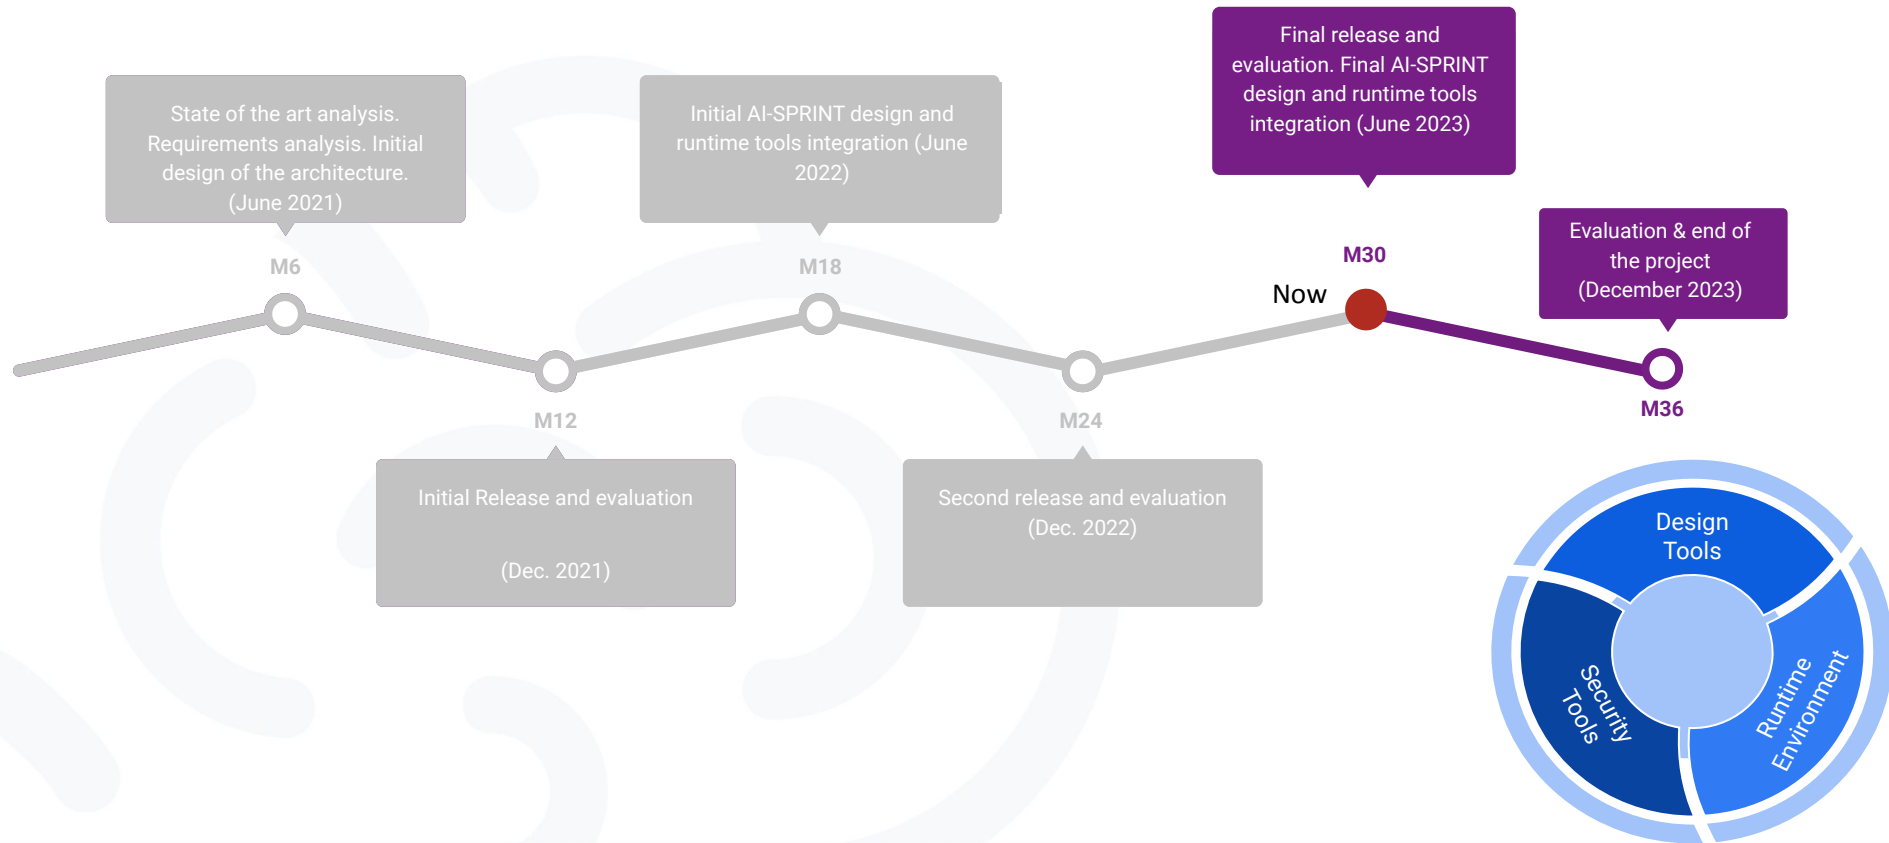 State of the art analysis.
Requirements analysis. Initial
design of the architecture.
(June 2021)
M6
Initial Release and evaluation
(Dec. 2021)
M12
Initial AI-SPRINT design and
runtime tools integration (June
2022)
M18
Second release and evaluation
(Dec. 2022)
M24
Final release and
evaluation. Final AI-SPRINT
design and runtime tools
integration (June 2023)
M30
Now
Evaluation & end of
the project
(December 2023)
M36
Design
Tools
Security
Tools
Runtime
Environment